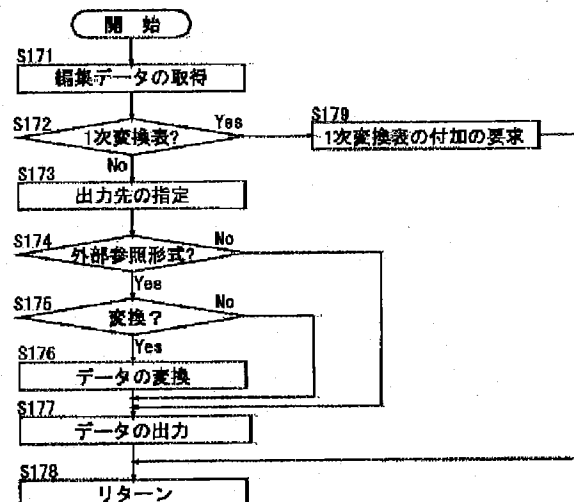 開 始
S171
編集データの取得
S172
1次変換表?
Yes
S179
1次変換表の付加の要求
No
S173
出力先の指定
S174
外部参照形式?
No
Yes
S175
変換?
No
Yes
S176
データの変換
S177
データの出力
S178
リターン